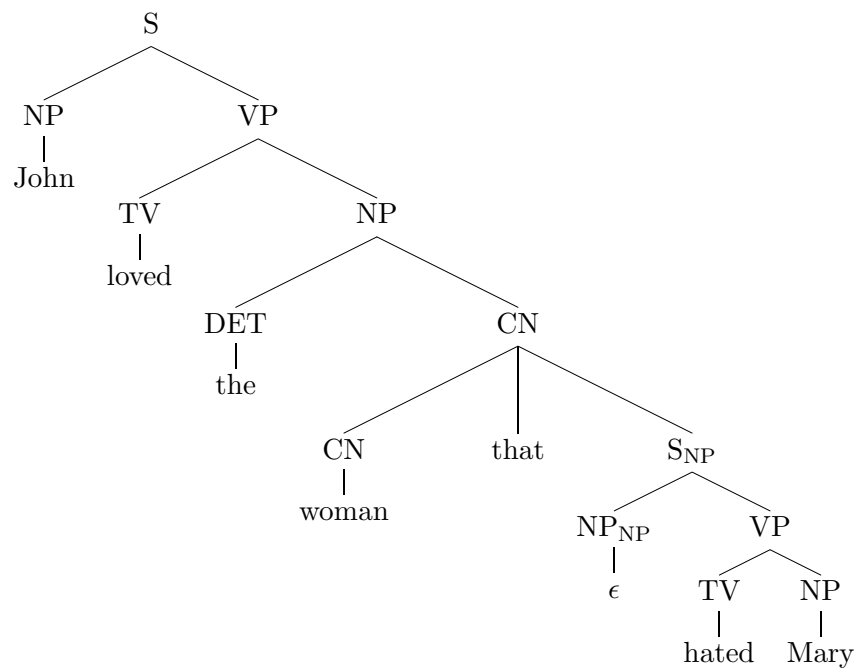 S
NP VP
John
TV NP
loved
DET CN
the
CN that S_NP
woman
NP_NP VP
ϵ TV NP
hated Mary